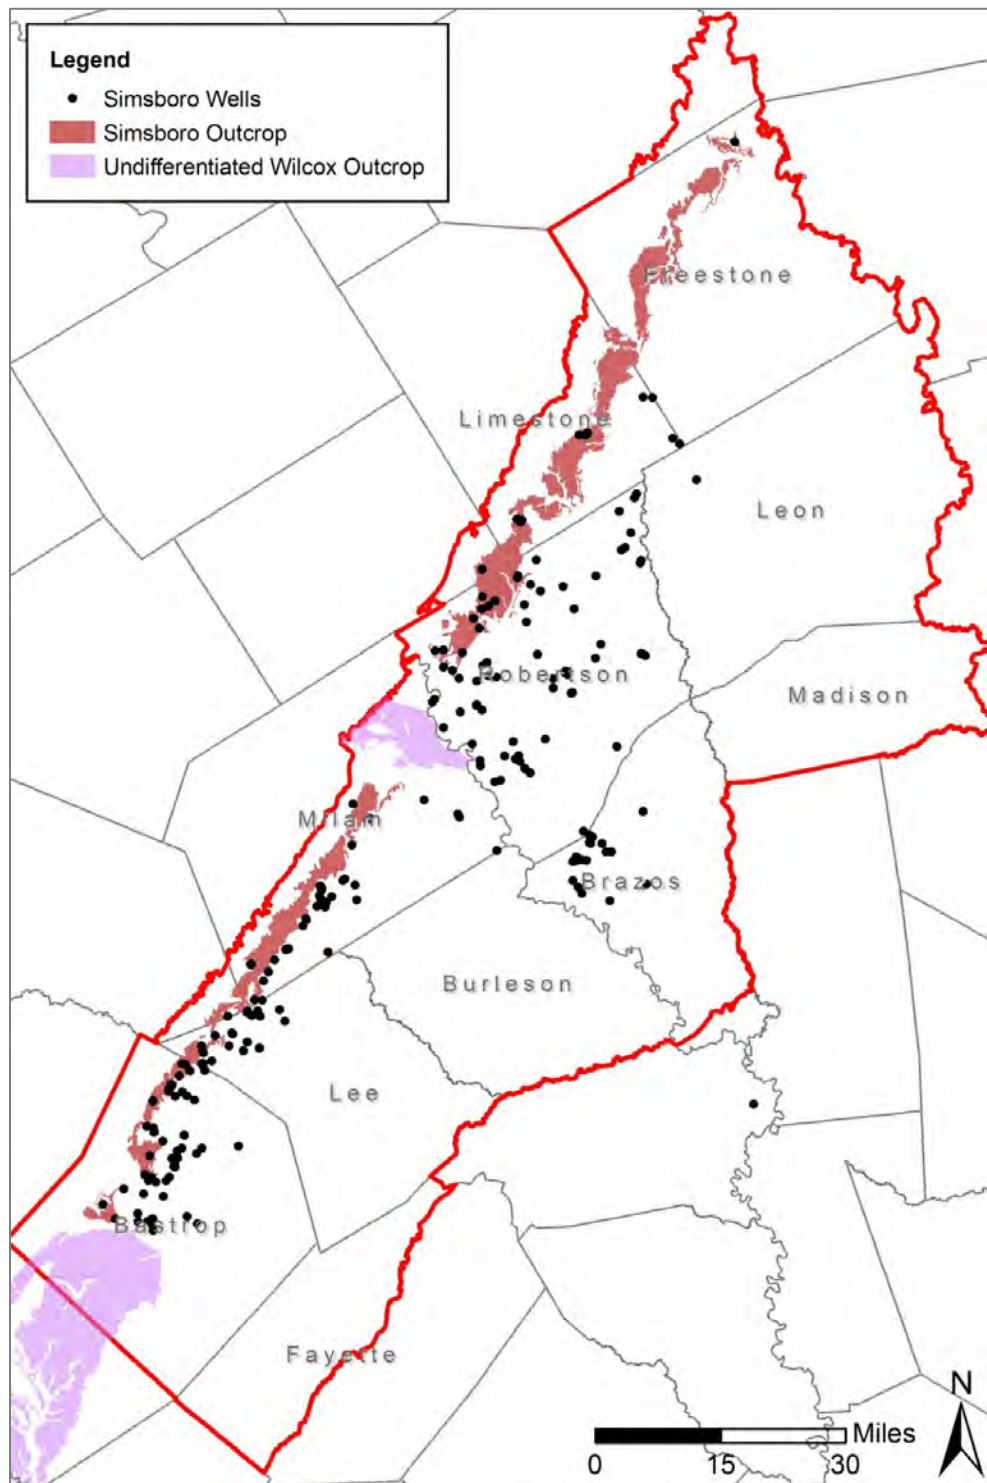 Legend
Simsboro Wells
Simsboro Outcrop
Undifferentiated Wilcox Outcrop
Freestone
Limestone
Leon
Robertson
Madison
Milam
Brazos
Burleson
Lee
Bastrop
Fayette
N
Miles
0 15 30